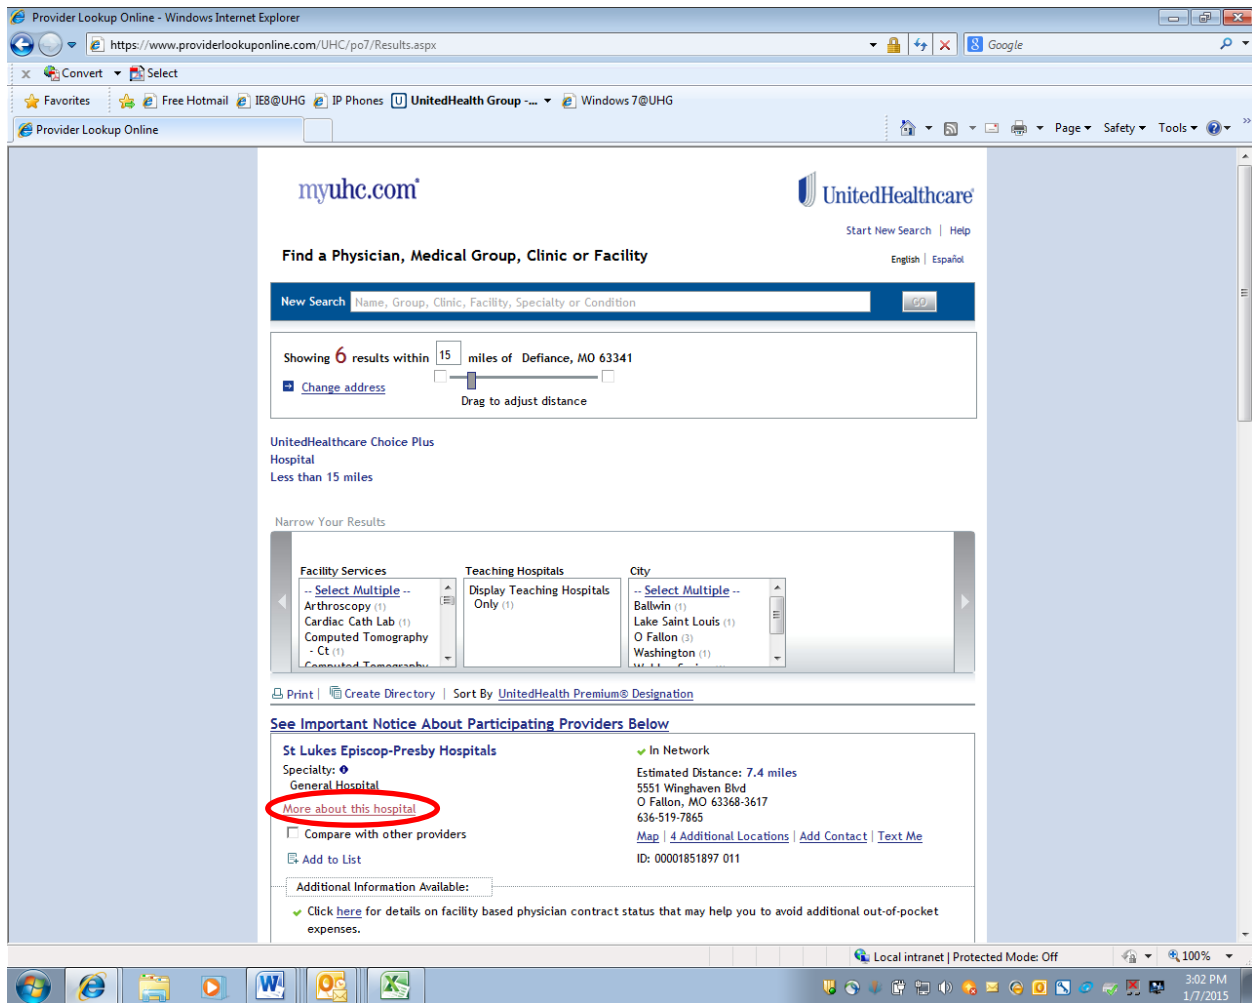 Provider Lookup Online - Windows Internet Explorer
https://www.providerlookuponline.com/UHC/po7/Results.aspx
Google
x Convert Select
Favorites Free Hotmail IE8@UHG IP Phones UnitedHealth Group -... Windows 7@UHG
Provider Lookup Online
Page Safety Tools
myuhc.com®
UnitedHealthcare®
Start New Search | Help
Find a Physician, Medical Group, Clinic or Facility
English | Español
New Search Name, Group, Clinic, Facility, Specialty or Condition GO
Showing 6 results within 15 miles of Defiance, MO 63341
Change address
Drag to adjust distance
UnitedHealthcare Choice Plus
Hospital
Less than 15 miles
Narrow Your Results
Facility Services Teaching Hospitals City
-- Select Multiple -- Display Teaching Hospitals -- Select Multiple --
Arthroscopy (1) Only (1) Ballwin (1)
Cardiac Cath Lab (1) Lake Saint Louis (1)
Computed Tomography O Fallon (3)
- Ct (1) Washington (1)
Computed Tomography
Print | Create Directory | Sort By UnitedHealth Premium® Designation
See Important Notice About Participating Providers Below
St Lukes Episcop-Presby Hospitals
Specialty:
General Hospital
More about this hospital
Compare with other providers
Add to List
In Network
Estimated Distance: 7.4 miles
5551 Winghaven Blvd
O Fallon, MO 63368-3617
636-519-7865
Map | 4 Additional Locations | Add Contact | Text Me
ID: 00001851897 011
Additional Information Available:
Click here for details on facility based physician contract status that may help you to avoid additional out-of-pocket
expenses.
Local intranet | Protected Mode: Off 100%
3:02 PM
1/7/2015